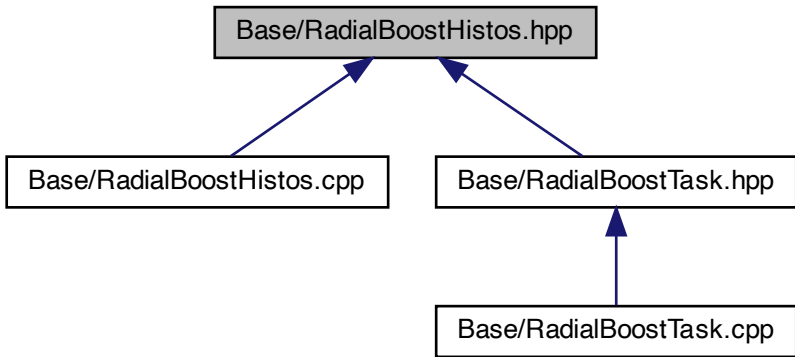 Base/RadialBoostHistos.hpp
Base/RadialBoostHistos.cpp
Base/RadialBoostTask.hpp
Base/RadialBoostTask.cpp